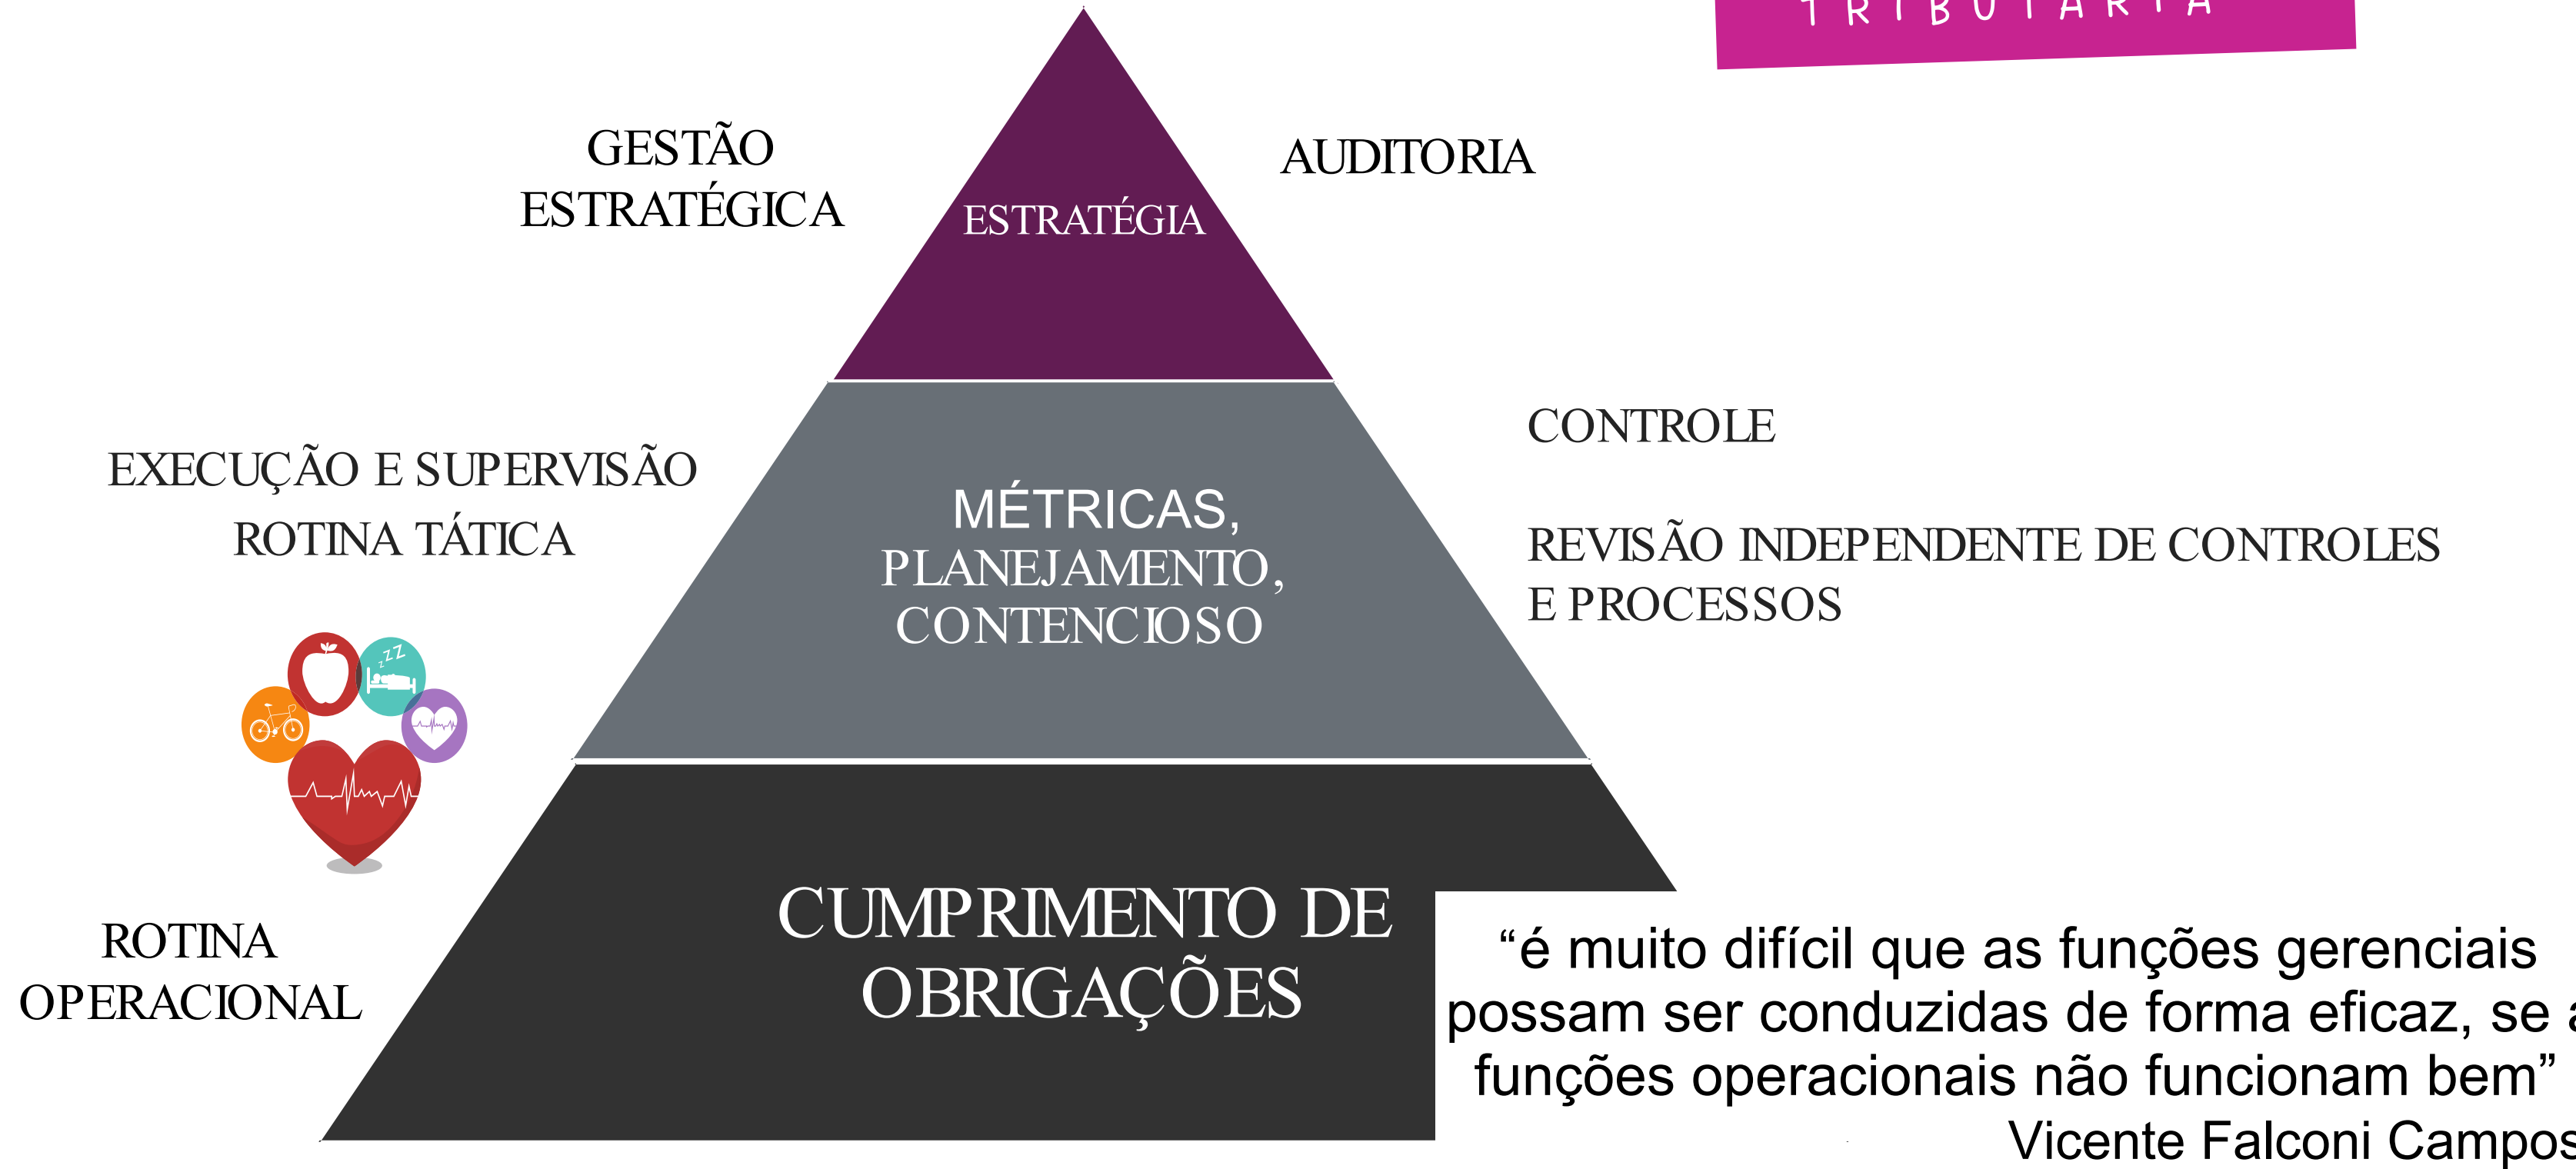 TRIBUTÁRIA
GESTÃO
ESTRATÉGICA
AUDITORIA
ESTRATÉGIA
EXECUÇÃO E SUPERVISÃO
ROTINA TÁTICA
MÉTRICAS,
PLANEJAMENTO,
CONTENCIOSO
CONTROLE
REVISÃO INDEPENDENTE DE CONTROLES
E PROCESSOS
zZZ
ROTINA
OPERACIONAL
CUMPRIMENTO DE
OBRIGAÇÕES
“é muito difícil que as funções gerenciais
possam ser conduzidas de forma eficaz, se a
funções operacionais não funcionam bem”
Vicente Falconi Campos